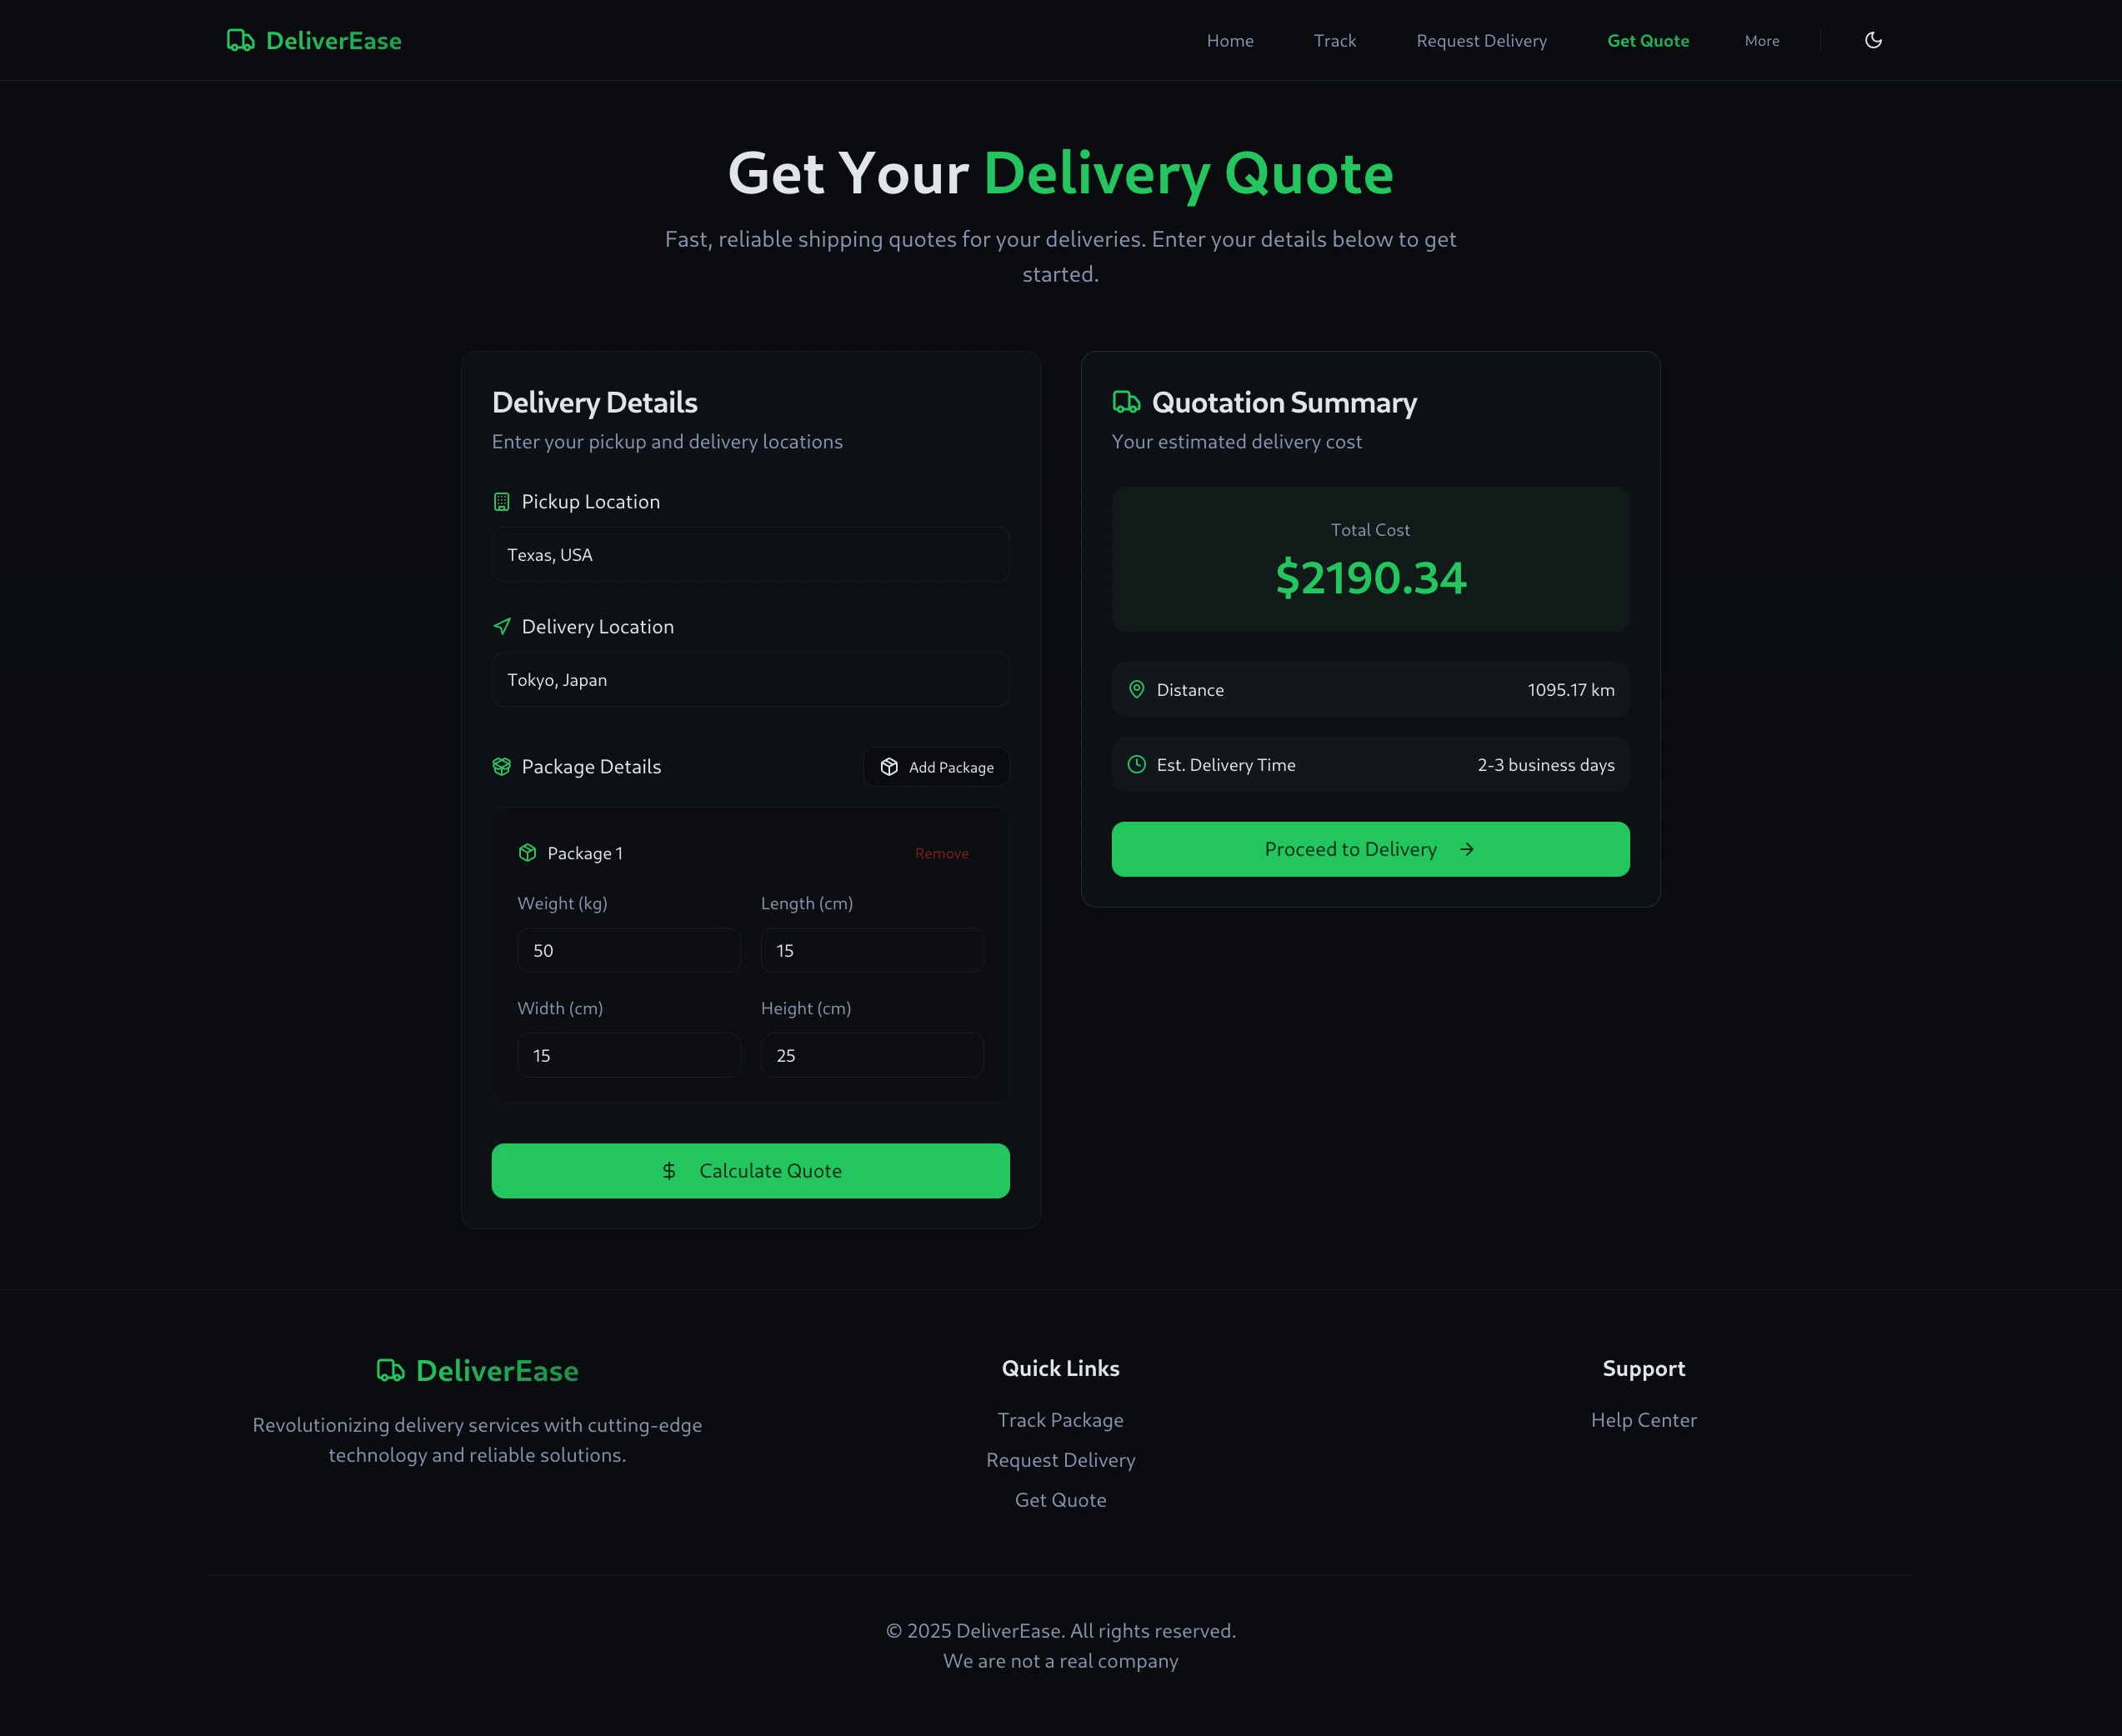 DeliverEase
Home
Track
Request Delivery
Get Quote
More
Get Your Delivery Quote
Fast, reliable shipping quotes for your deliveries. Enter your details below to get
started.
Delivery Details
Enter your pickup and delivery locations
Pickup Location
Texas, USA
Delivery Location
Tokyo, Japan
Package Details
Add Package
Package 1
Remove
Weight (kg)
Length (cm)
50
15
Width (cm)
Height (cm)
15
25
$ Calculate Quote
Quotation Summary
Your estimated delivery cost
Total Cost
$2190.34
Distance
1095.17 km
Est. Delivery Time
2-3 business days
Proceed to Delivery →
DeliverEase
Revolutionizing delivery services with cutting-edge
technology and reliable solutions.
Quick Links
Track Package
Request Delivery
Get Quote
Support
Help Center
© 2025 DeliverEase. All rights reserved.
We are not a real company